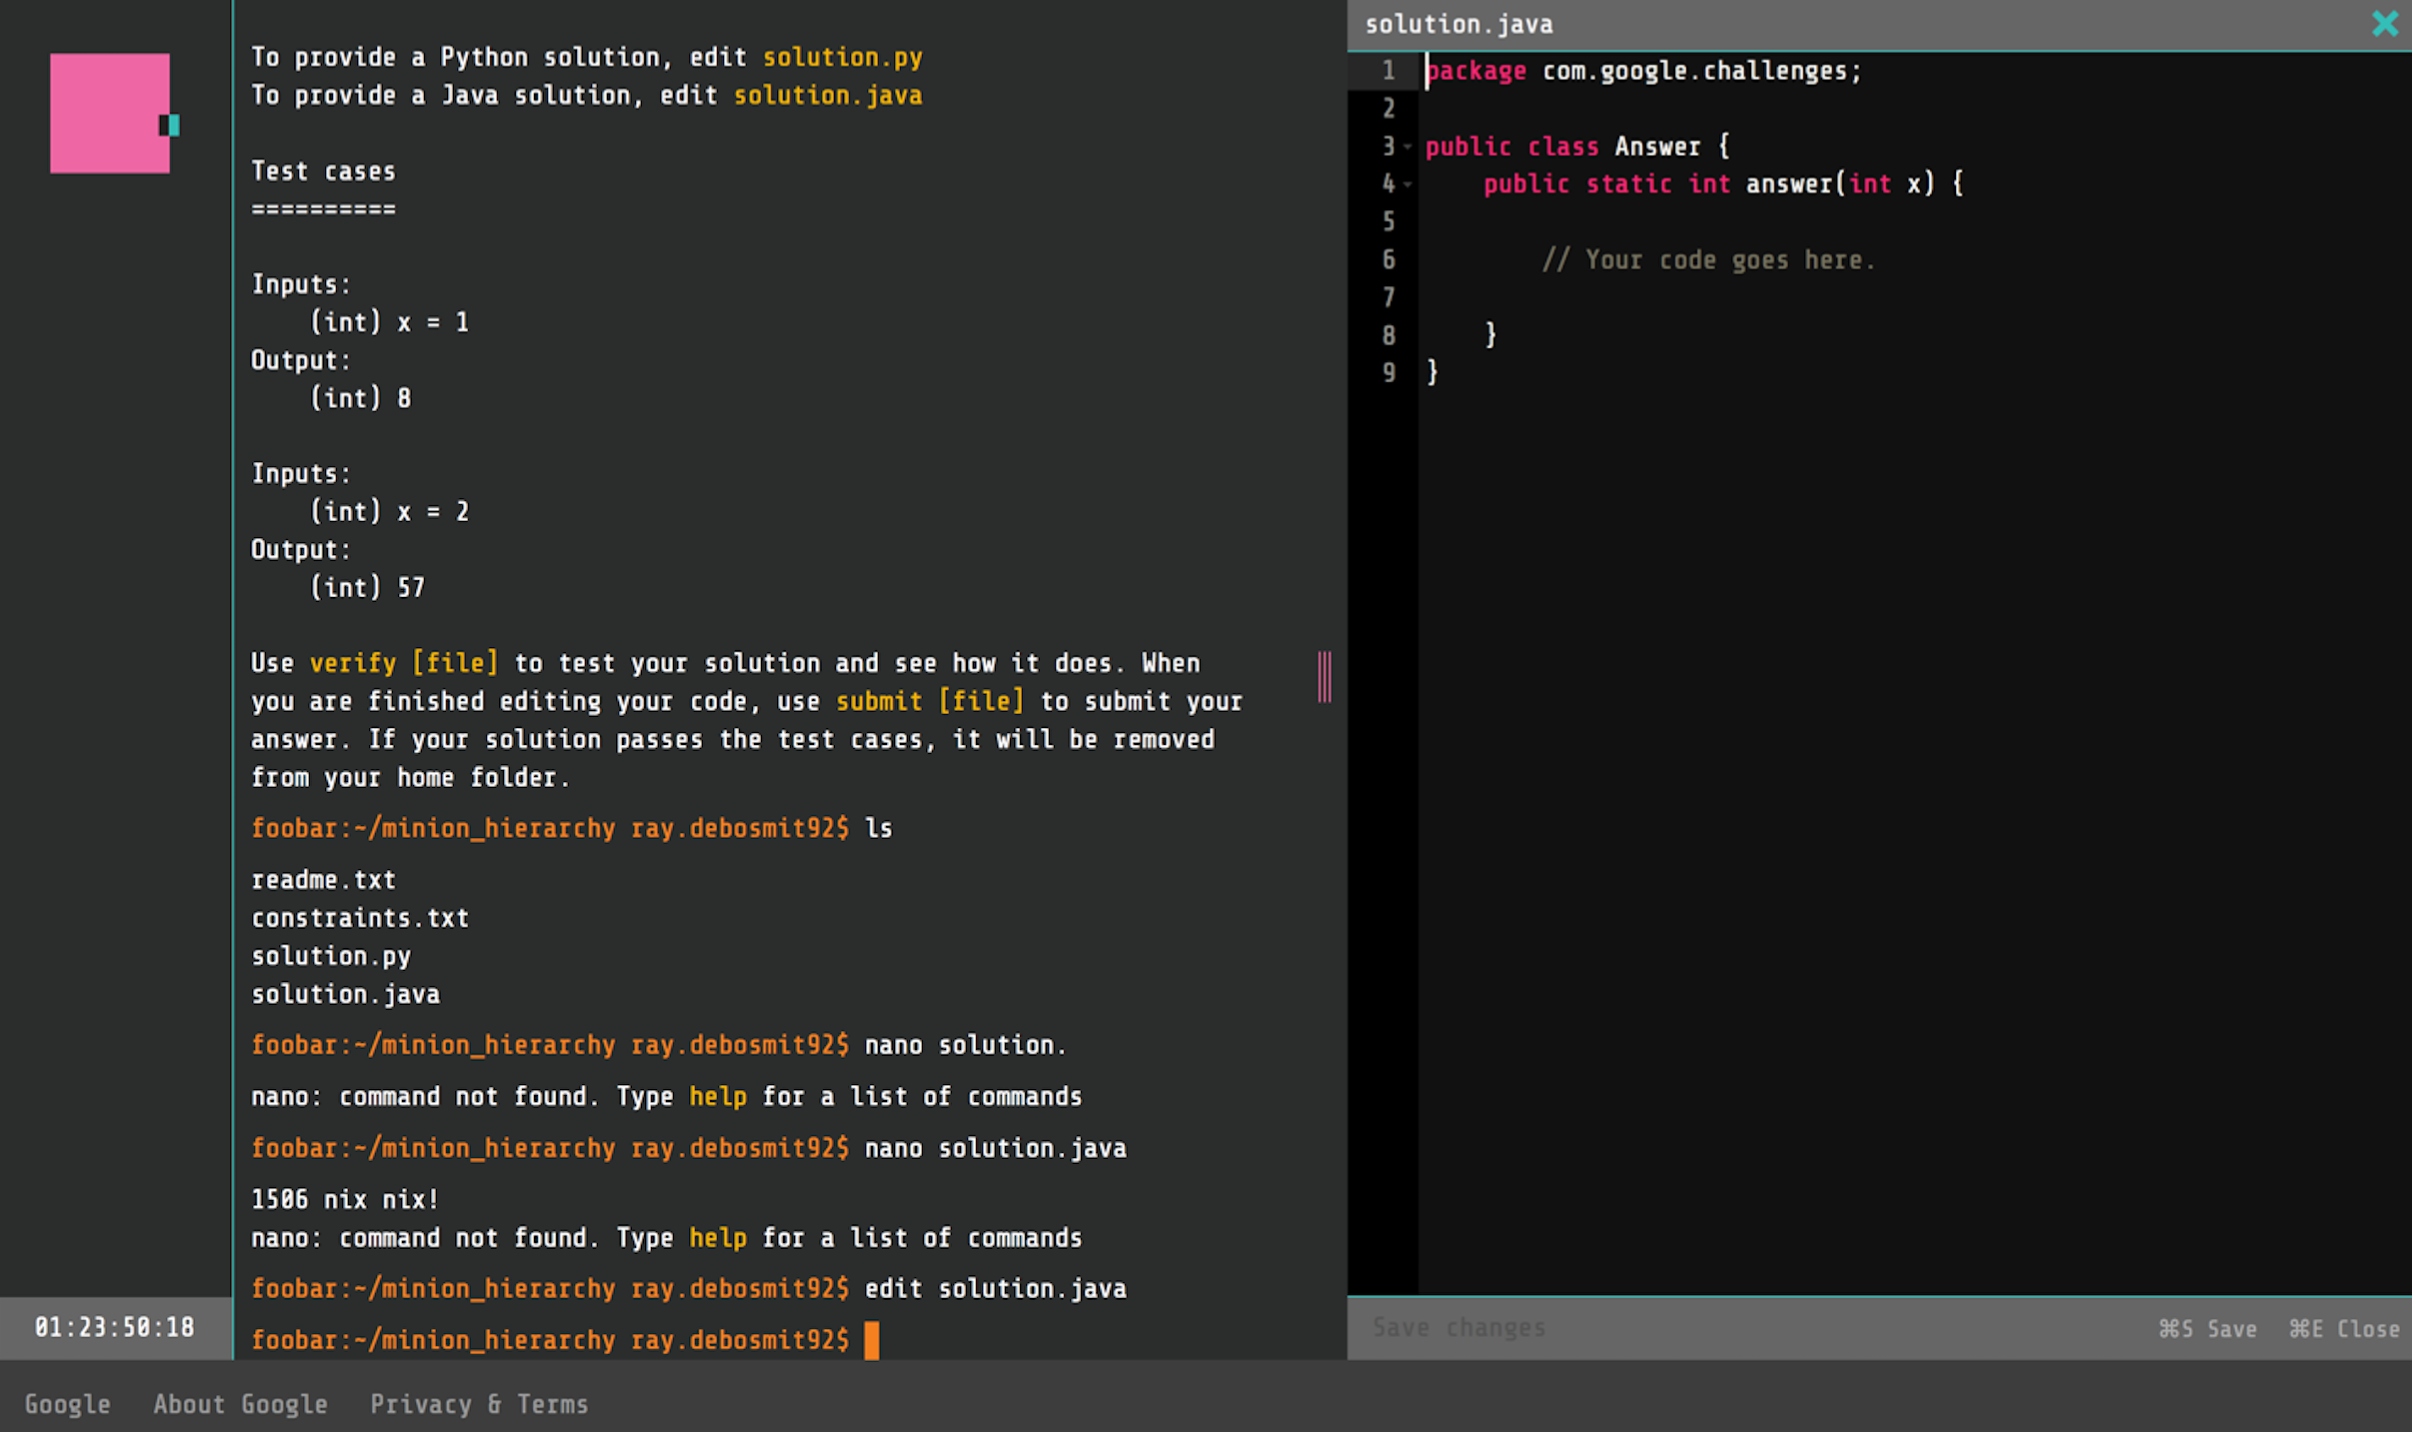 To provide a Python solution, edit solution.py
To provide a Java solution, edit solution.java
Test cases
==========
Inputs:
(int) x = 1
Output:
(int) 8
Inputs:
(int) x = 2
Output:
(int) 57
Use verify [file] to test your solution and see how it does. When
you are finished editing your code, use submit [file] to submit your
answer. If your solution passes the test cases, it will be removed
from your home folder.
foobar:~/minion_hierarchy ray.debosmit92$ ls
readme.txt
constraints.txt
solution.py
solution.java
foobar:~/minion_hierarchy ray.debosmit92$ nano solution.
nano: command not found. Type help for a list of commands
foobar:~/minion_hierarchy ray.debosmit92$ nano solution.java
1506 nix nix!
nano: command not found. Type help for a list of commands
foobar:~/minion_hierarchy ray.debosmit92$ edit solution.java
foobar:~/minion_hierarchy ray.debosmit92$
01:23:50:18
solution.java
1 package com.google.challenges;
2
3 public class Answer {
4 public static int answer(int x) {
5
6 // Your code goes here.
7
8 }
9 }
Save changes ⌘S Save ⌘E Close
Google About Google Privacy & Terms